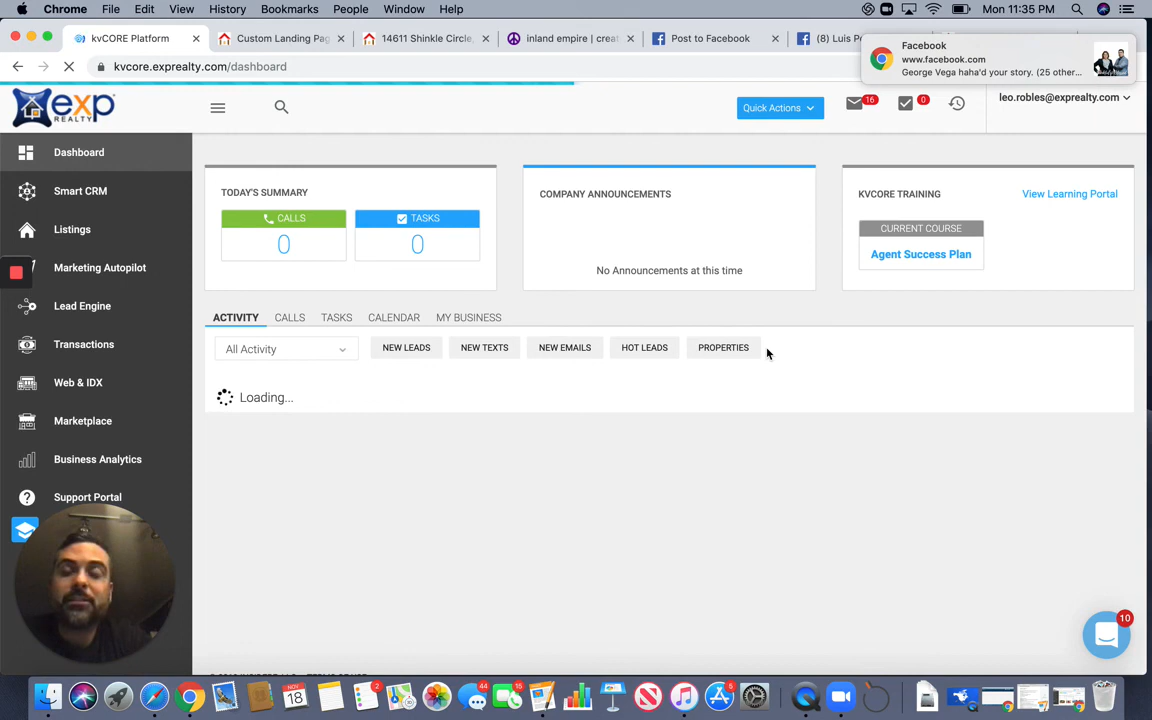 Chrome File Edit View History Bookmarks People Window Help
Mon 11:35 PM
kvCORE Platform
Custom Landing Pag
14611 Shinkle Circle,
inland empire | creat
Post to Facebook
(8) Luis P
Facebook
www.facebook.com
George Vega haha'd your story. (25 other...
kvcore.exprealty.com/dashboard
exp
REALTY
Quick Actions
16
0
leo.robles@exprealty.com
Dashboard
Smart CRM
Listings
Marketing Autopilot
Lead Engine
Transactions
Web & IDX
Marketplace
Business Analytics
Support Portal
TODAY'S SUMMARY
CALLS
TASKS
0
0
COMPANY ANNOUNCEMENTS
No Announcements at this time
KVCORE TRAINING
View Learning Portal
CURRENT COURSE
Agent Success Plan
ACTIVITY CALLS TASKS CALENDAR MY BUSINESS
All Activity
NEW LEADS
NEW TEXTS
NEW EMAILS
HOT LEADS
PROPERTIES
Loading...
10
NOV
18
2
44
15